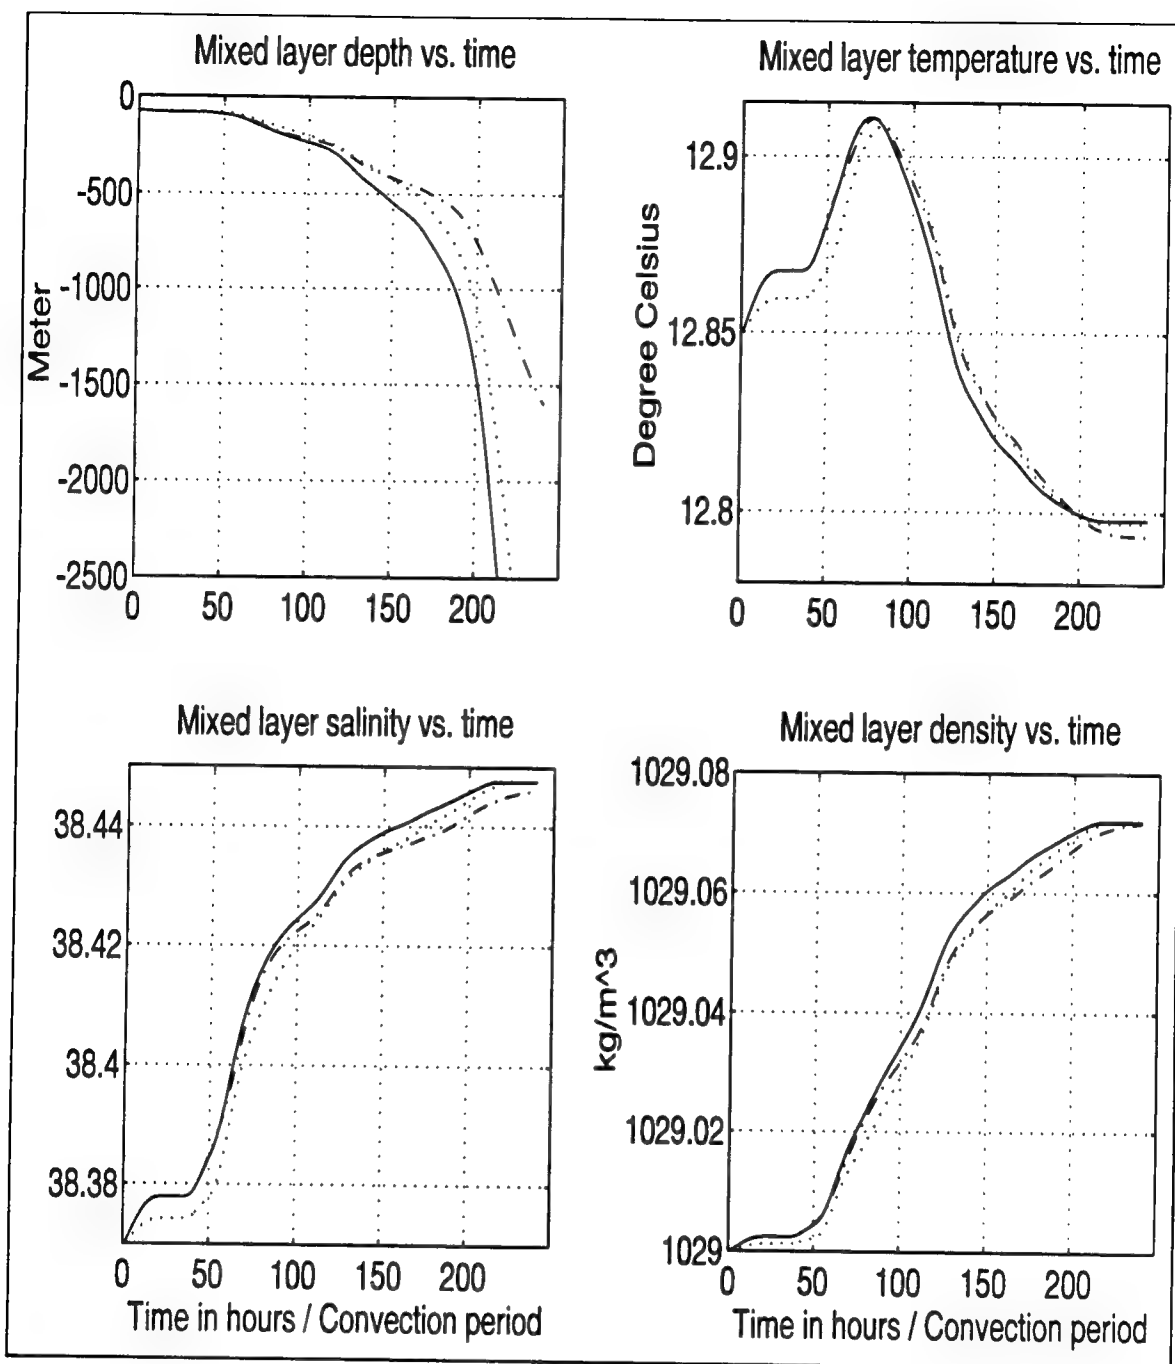 Mixed layer depth vs. time
0
-500
-1000
-1500
-2000
-2500
Meter
0 50 100 150 200
Mixed layer temperature vs. time
12.9
12.85
12.8
Degree Celsius
0 50 100 150 200
Mixed layer salinity vs. time
38.44
38.42
38.4
38.38
0 50 100 150 200
Time in hours / Convection period
Mixed layer density vs. time
1029.08
1029.06
1029.04
1029.02
1029
kg/m^3
0 50 100 150 200
Time in hours / Convection period